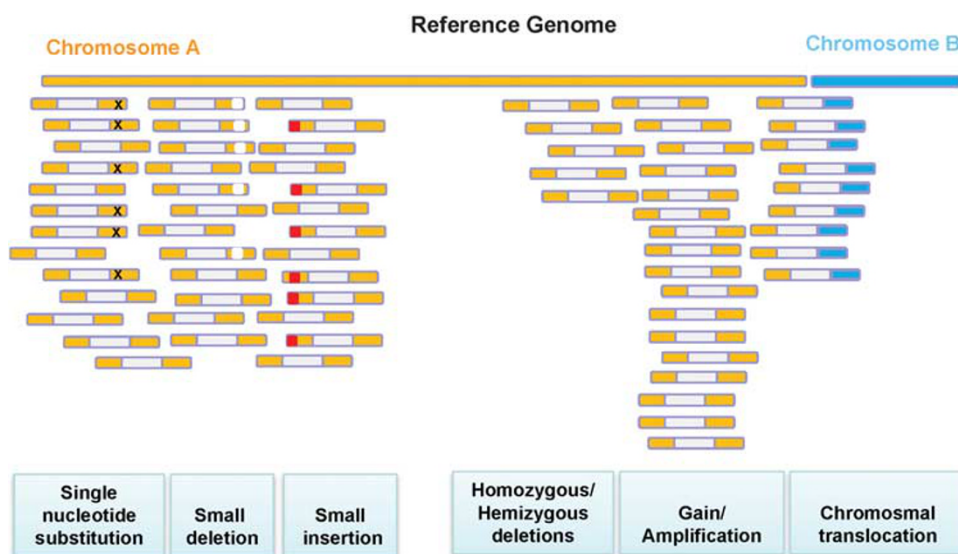 Reference Genome
Chromosome A
Chromosome B
X
X
X
X
X
X
X
Single
nucleotide
substitution
Small
deletion
Small
insertion
Homozygous/
Hemizygous
deletions
Gain/
Amplification
Chromosmal
translocation